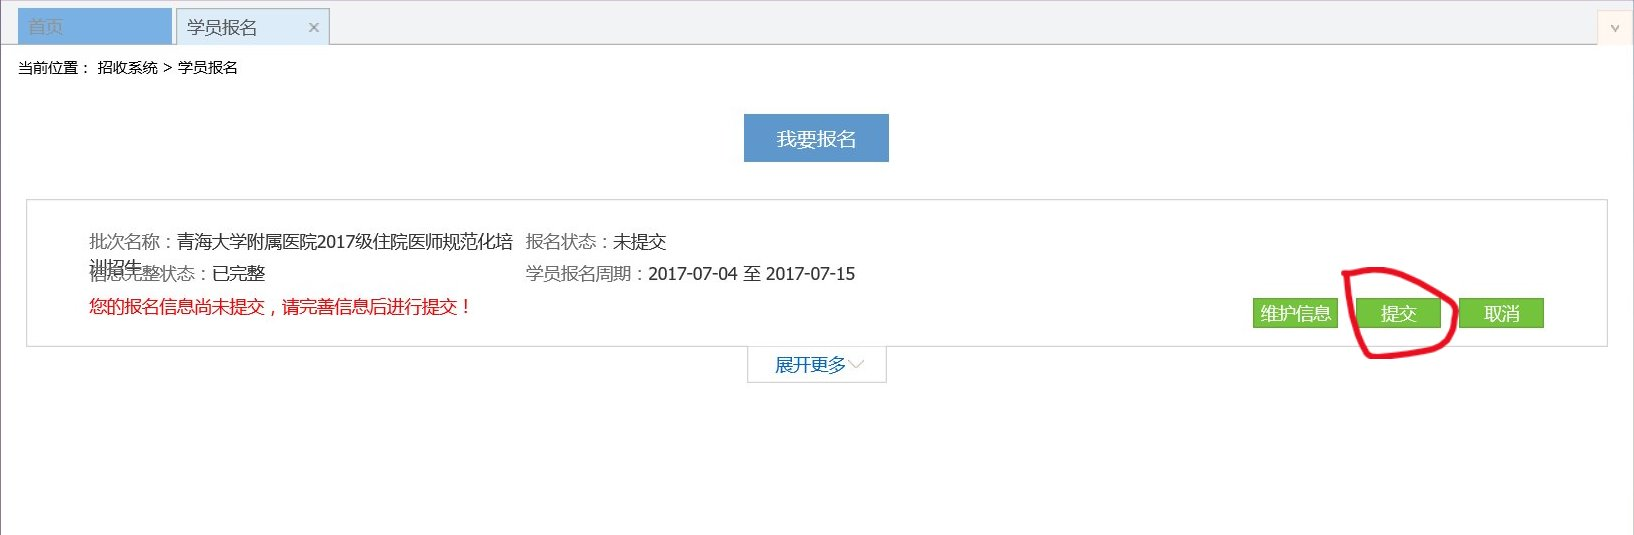 首页
学员报名
当前位置： 招收系统 > 学员报名
我要报名
批次名称：青海大学附属医院2017级住院医师规范化培
训招生
报名状态：未提交
信息完整状态：已完整
学员报名周期：2017-07-04 至 2017-07-15
您的报名信息尚未提交，请完善信息后进行提交！
维护信息
提交
取消
展开更多